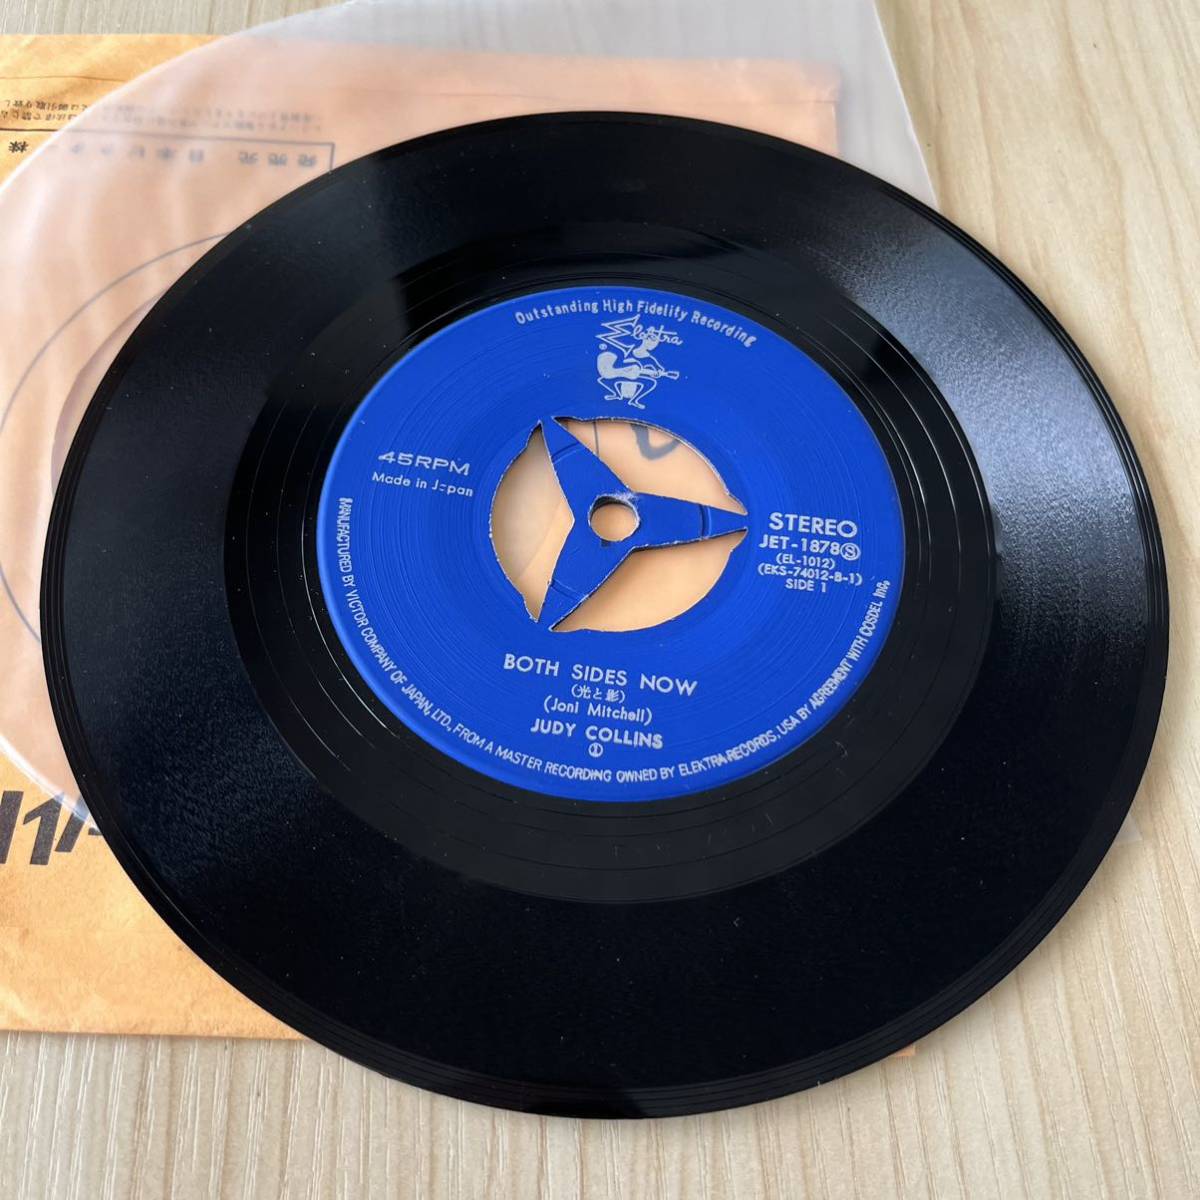 Outstanding High Fidelity Recording
Elektra
®
45RPM
Made in Japan
STEREO
JET-1878Ⓢ
(EL-1012)
(EKS-74012-B-1)
SIDE 1
BOTH SIDES NOW
(光と影)
(Joni Mitchell)
JUDY COLLINS
①
MANUFACTURED BY VICTOR COMPANY OF JAPAN, LTD., FROM A MASTER RECORDING OWNED BY ELEKTRA RECORDS, USA BY AGREEMENT WITH COSDEL Inc.